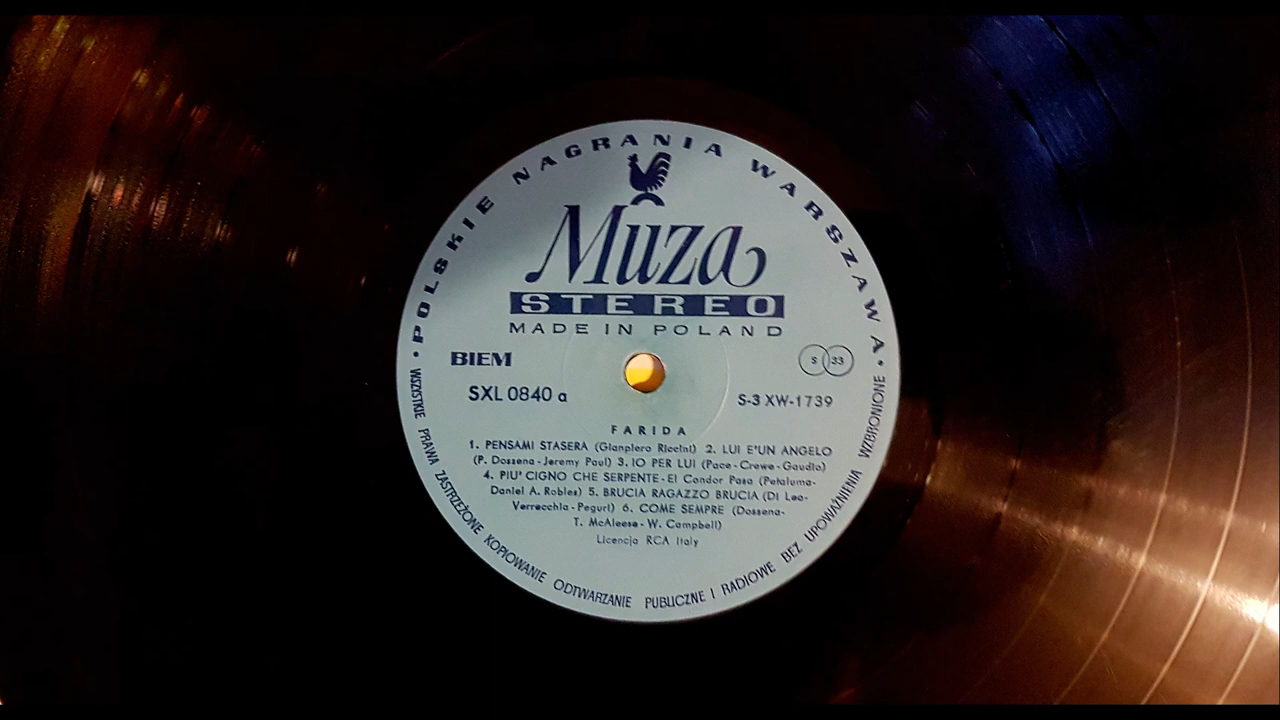 • POLSKIE NAGRANIA WARSZAWA •
Muza
STEREO
MADE IN POLAND
BIEM
S 33
SXL 0840 a
S-3 XW-1739
FARIDA
1. PENSAMI STASERA (Gianpiero Riccini) 2. LUI E'UN ANGELO
(P. Dossena - Jeremy Paul) 3. IO PER LUI (Pace - Crewe - Gaudio)
4. PIU' CIGNO CHE SERPENTE - El Condor Pasa (Petaluma-
Daniel A. Robles) 5. BRUCIA RAGAZZO BRUCIA (Di Lea-
Verrecchia - Peguri) 6. COME SEMPRE (Dossena-
T. McAleese - W. Campbell)
Licencja RCA Italy
WSZYSTKIE PRAWA ZASTRZEŻONE KOPIOWANIE ODTWARZANIE PUBLICZNE I RADIOWE BEZ UPOWAŻNIENIA WZBRONIONE